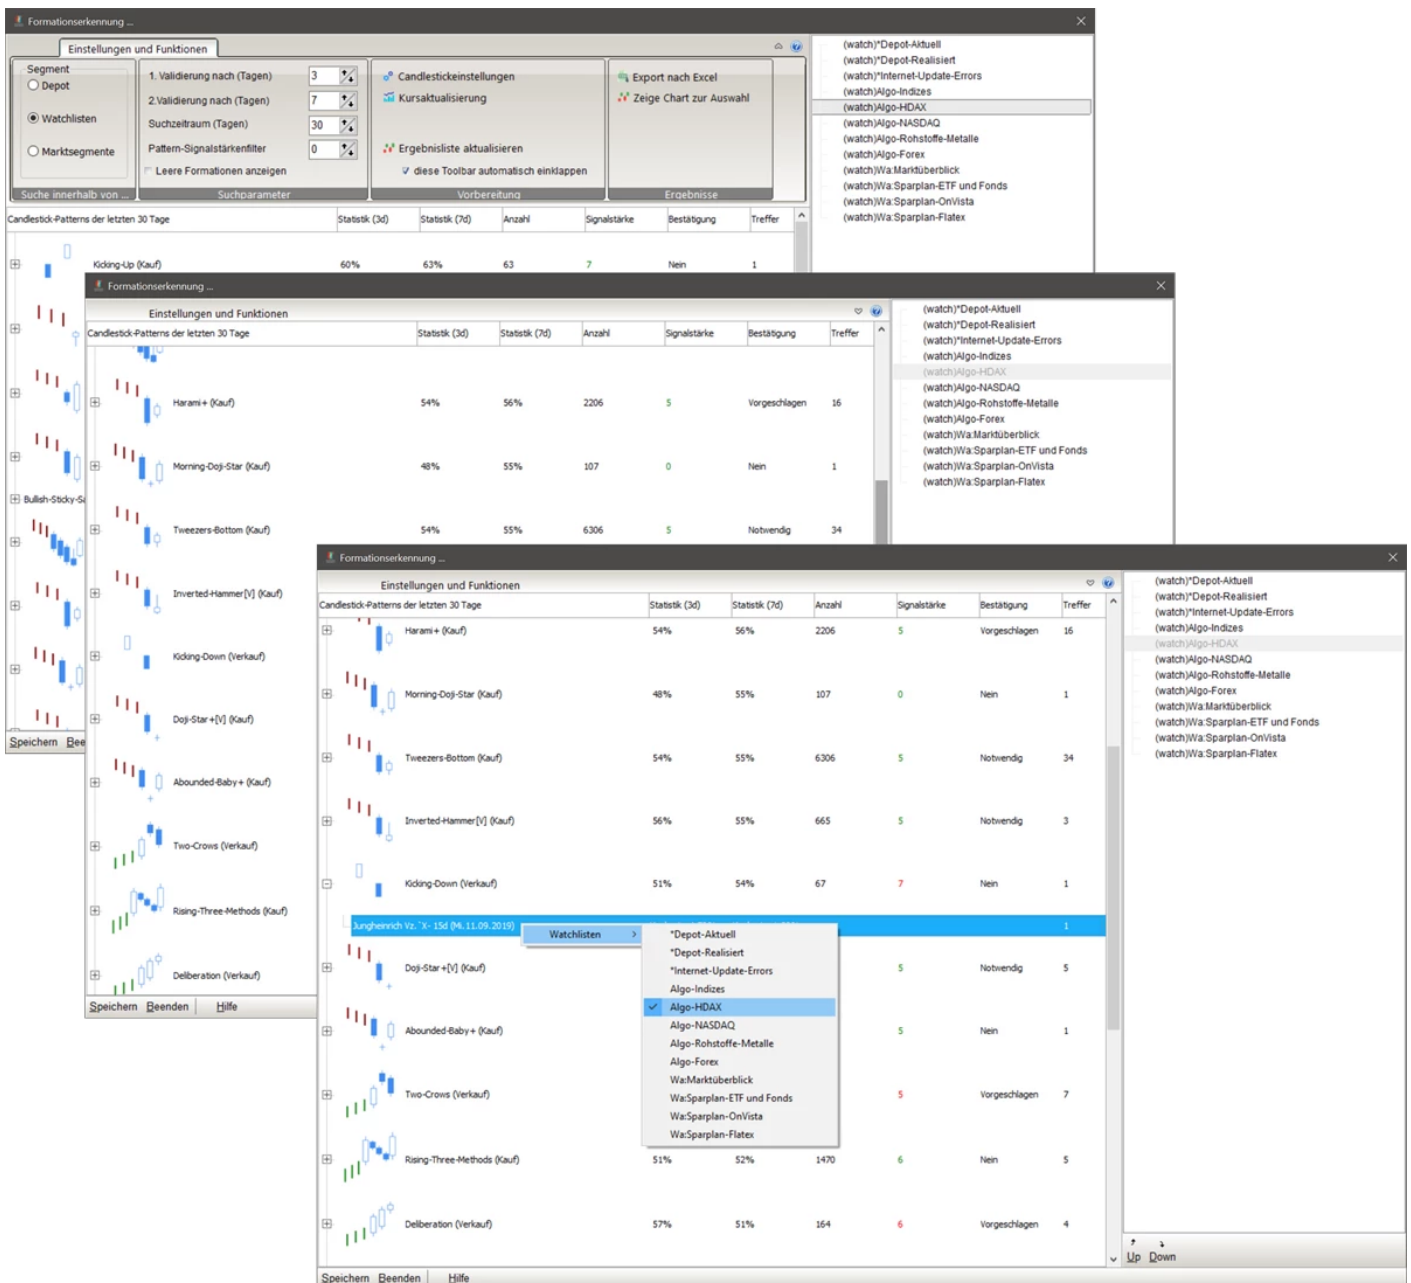 Formationserkennung ...
Einstellungen und Funktionen
Segment
Depot
Watchlisten
Marktsegmente
Suche innerhalb von ...
1. Validierung nach (Tagen) 3
2.Validierung nach (Tagen) 7
Suchzeitraum (Tagen) 30
Pattern-Signalstärkenfilter 0
Leere Formationen anzeigen
Suchparameter
Candlestickeinstellungen
Kursaktualisierung
Ergebnisliste aktualisieren
diese Toolbar automatisch einklappen
Vorbereitung
Export nach Excel
Zeige Chart zur Auswahl
Ergebnisse
Candlestick-Patterns der letzten 30 Tage Statistik (3d) Statistik (7d) Anzahl Signalstärke Bestätigung Treffer
Kicking-Up (Kauf) 60% 63% 63 7 Nein 1
Bullish-Sticky-Sa
Speichern Bee
(watch)*Depot-Aktuell
(watch)*Depot-Realisiert
(watch)*Internet-Update-Errors
(watch)Algo-Indizes
(watch)Algo-HDAX
(watch)Algo-NASDAQ
(watch)Algo-Rohstoffe-Metalle
(watch)Algo-Forex
(watch)Wa:Marktüberblick
(watch)Wa:Sparplan-ETF und Fonds
(watch)Wa:Sparplan-OnVista
(watch)Wa:Sparplan-Flatex
Formationserkennung ...
Einstellungen und Funktionen
Candlestick-Patterns der letzten 30 Tage Statistik (3d) Statistik (7d) Anzahl Signalstärke Bestätigung Treffer
Harami+ (Kauf) 54% 56% 2206 5 Vorgeschlagen 16
Morning-Doji-Star (Kauf) 48% 55% 107 0 Nein 1
Tweezers-Bottom (Kauf) 54% 55% 6306 5 Notwendig 34
Inverted-Hammer[V] (Kauf)
Kicking-Down (Verkauf)
Doji-Star+[V] (Kauf)
Abounded-Baby+ (Kauf)
Two-Crows (Verkauf)
Rising-Three-Methods (Kauf)
Deliberation (Verkauf)
Speichern Beenden Hilfe
(watch)*Depot-Aktuell
(watch)*Depot-Realisiert
(watch)*Internet-Update-Errors
(watch)Algo-Indizes
(watch)Algo-HDAX
(watch)Algo-NASDAQ
(watch)Algo-Rohstoffe-Metalle
(watch)Algo-Forex
(watch)Wa:Marktüberblick
(watch)Wa:Sparplan-ETF und Fonds
(watch)Wa:Sparplan-OnVista
(watch)Wa:Sparplan-Flatex
Formationserkennung ...
Einstellungen und Funktionen
Candlestick-Patterns der letzten 30 Tage Statistik (3d) Statistik (7d) Anzahl Signalstärke Bestätigung Treffer
Harami+ (Kauf) 54% 56% 2206 5 Vorgeschlagen 16
Morning-Doji-Star (Kauf) 48% 55% 107 0 Nein 1
Tweezers-Bottom (Kauf) 54% 55% 6306 5 Notwendig 34
Inverted-Hammer[V] (Kauf) 56% 55% 665 5 Notwendig 3
Kicking-Down (Verkauf) 51% 54% 67 7 Nein 1
Jungheinrich Vz.`X- 15d (Mi.11.09.2019) 1
Doji-Star+[V] (Kauf) 5 Notwendig 5
Abounded-Baby+ (Kauf) 5 Nein 1
Two-Crows (Verkauf) 5 Vorgeschlagen 7
Rising-Three-Methods (Kauf) 51% 52% 1470 6 Nein 5
Deliberation (Verkauf) 57% 51% 164 6 Vorgeschlagen 4
Watchlisten
*Depot-Aktuell
*Depot-Realisiert
*Internet-Update-Errors
Algo-Indizes
Algo-HDAX
Algo-NASDAQ
Algo-Rohstoffe-Metalle
Algo-Forex
Wa:Marktüberblick
Wa:Sparplan-ETF und Fonds
Wa:Sparplan-OnVista
Wa:Sparplan-Flatex
Speichern Beenden Hilfe
(watch)*Depot-Aktuell
(watch)*Depot-Realisiert
(watch)*Internet-Update-Errors
(watch)Algo-Indizes
(watch)Algo-HDAX
(watch)Algo-NASDAQ
(watch)Algo-Rohstoffe-Metalle
(watch)Algo-Forex
(watch)Wa:Marktüberblick
(watch)Wa:Sparplan-ETF und Fonds
(watch)Wa:Sparplan-OnVista
(watch)Wa:Sparplan-Flatex
Up Down